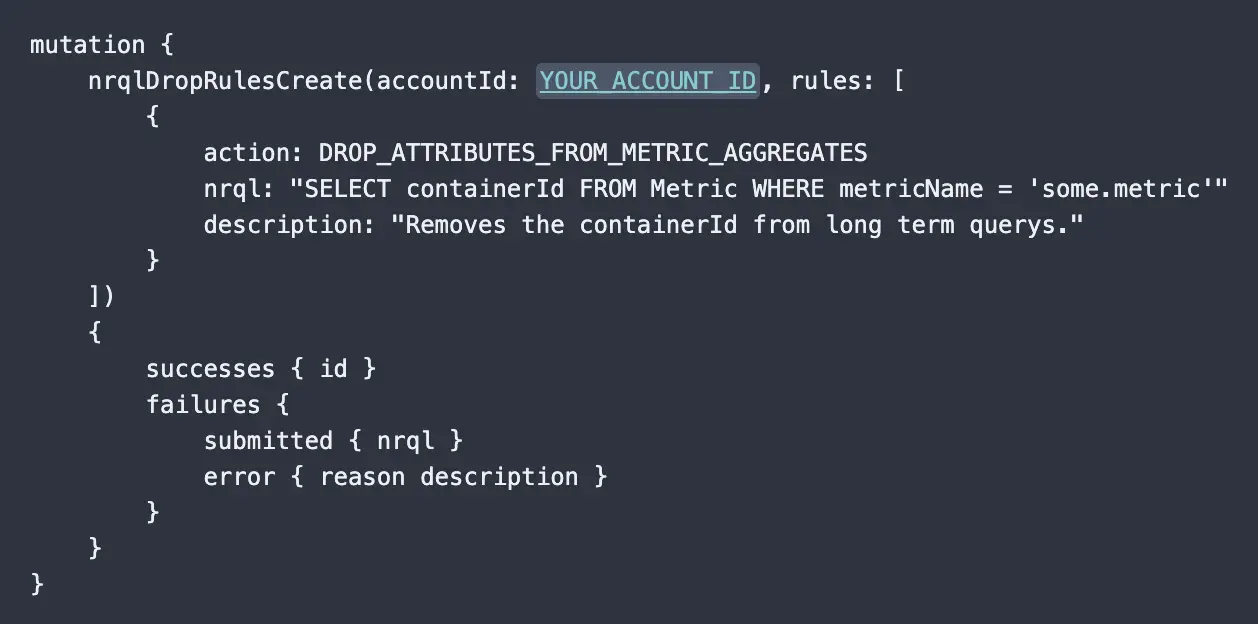 mutation {
    nrqlDropRulesCreate(accountId: YOUR_ACCOUNT_ID, rules: [
        {
            action: DROP_ATTRIBUTES_FROM_METRIC_AGGREGATES
            nrql: "SELECT containerId FROM Metric WHERE metricName = 'some.metric'"
            description: "Removes the containerId from long term querys."
        }
    ])
    {
        successes { id }
        failures {
            submitted { nrql }
            error { reason description }
        }
    }
}